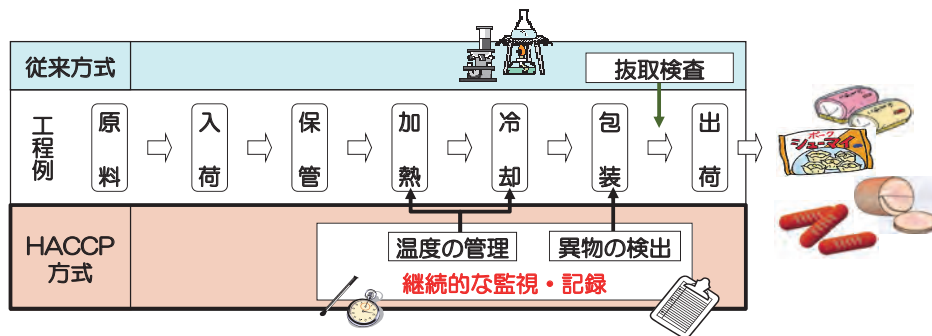 従来方式
抜取検査
工程例
原料
入荷
保管
加熱
冷却
包装
出荷
ポーク
シューマイ
HACCP
方式
温度の管理
異物の検出
継続的な監視・記録